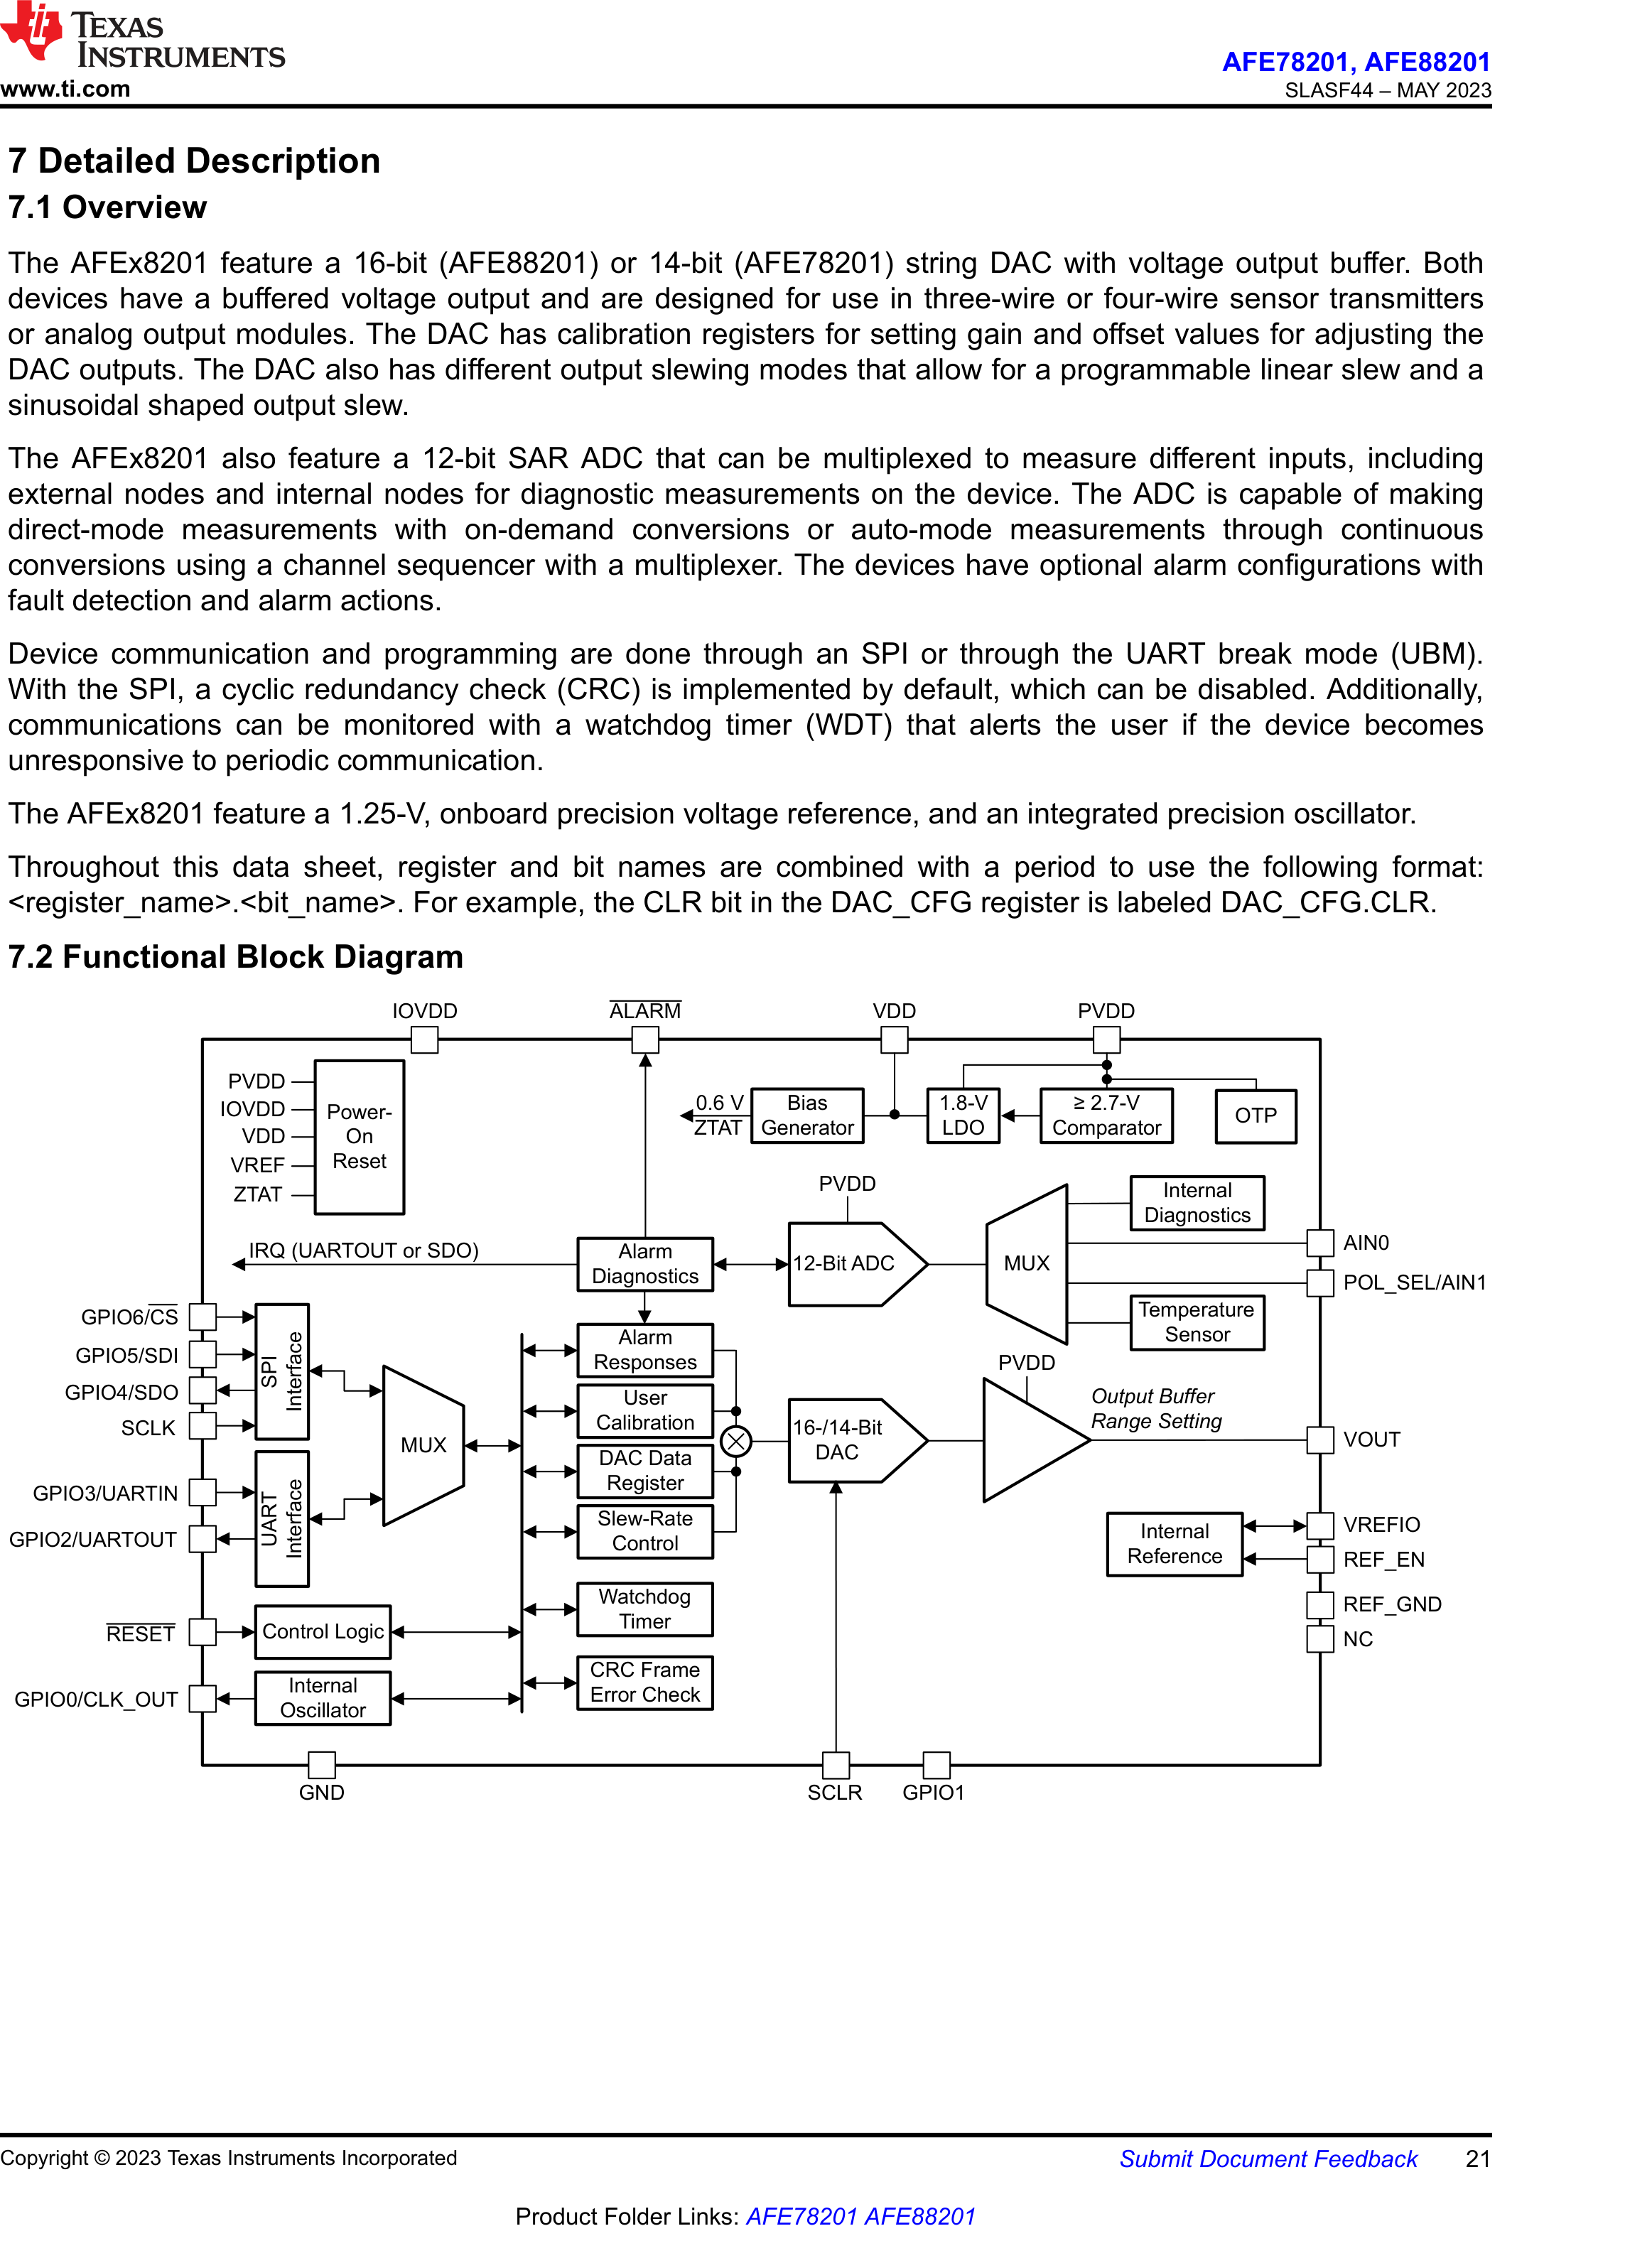 TEXAS
INSTRUMENTS
www.ti.com
AFE78201, AFE88201
SLASF44 – MAY 2023
7 Detailed Description
7.1 Overview
The AFEx8201 feature a 16-bit (AFE88201) or 14-bit (AFE78201) string DAC with voltage output buffer. Both
devices have a buffered voltage output and are designed for use in three-wire or four-wire sensor transmitters
or analog output modules. The DAC has calibration registers for setting gain and offset values for adjusting the
DAC outputs. The DAC also has different output slewing modes that allow for a programmable linear slew and a
sinusoidal shaped output slew.
The AFEx8201 also feature a 12-bit SAR ADC that can be multiplexed to measure different inputs, including
external nodes and internal nodes for diagnostic measurements on the device. The ADC is capable of making
direct-mode measurements with on-demand conversions or auto-mode measurements through continuous
conversions using a channel sequencer with a multiplexer. The devices have optional alarm configurations with
fault detection and alarm actions.
Device communication and programming are done through an SPI or through the UART break mode (UBM).
With the SPI, a cyclic redundancy check (CRC) is implemented by default, which can be disabled. Additionally,
communications can be monitored with a watchdog timer (WDT) that alerts the user if the device becomes
unresponsive to periodic communication.
The AFEx8201 feature a 1.25-V, onboard precision voltage reference, and an integrated precision oscillator.
Throughout this data sheet, register and bit names are combined with a period to use the following format:
<register_name>.<bit_name>. For example, the CLR bit in the DAC_CFG register is labeled DAC_CFG.CLR.
7.2 Functional Block Diagram
IOVDD
ALARM
VDD
PVDD
PVDD
IOVDD
VDD
VREF
ZTAT
Power-
On
Reset
0.6 V
ZTAT
Bias
Generator
1.8-V
LDO
≥ 2.7-V
Comparator
OTP
PVDD
Internal
Diagnostics
IRQ (UARTOUT or SDO)
Alarm
Diagnostics
12-Bit ADC
MUX
AIN0
POL_SEL/AIN1
Temperature
Sensor
GPIO6/CS
GPIO5/SDI
GPIO4/SDO
SCLK
SPI
Interface
GPIO3/UARTIN
GPIO2/UARTOUT
UART
Interface
MUX
Alarm
Responses
User
Calibration
DAC Data
Register
Slew-Rate
Control
16-/14-Bit
DAC
PVDD
Output Buffer
Range Setting
VOUT
Internal
Reference
VREFIO
REF_EN
REF_GND
NC
RESET
Control Logic
Watchdog
Timer
GPIO0/CLK_OUT
Internal
Oscillator
CRC Frame
Error Check
GND
SCLR
GPIO1
Copyright © 2023 Texas Instruments Incorporated
Submit Document Feedback
21
Product Folder Links: AFE78201 AFE88201